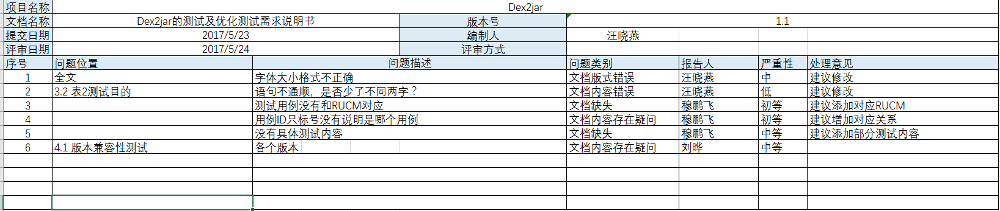 项目名称 Dex2jar
文档名称 Dex2jar的测试及优化测试需求说明书 版本号 1.1
提交日期 2017/5/23 编制人 汪晓燕
评审日期 2017/5/24 评审方式
序号 问题位置 问题描述 问题类别 报告人 严重性 处理意见
1 全文 字体大小格式不正确 文档版式错误 汪晓燕 中 建议修改
2 3.2 表2测试目的 语句不通顺，是否少了不同两字？ 文档内容错误 汪晓燕 低 建议修改
3 测试用例没有和RUCM对应 文档缺失 穆鹏飞 初等 建议添加对应RUCM
4 用例ID只标号没有说明是哪个用例 文档内容存在疑问 穆鹏飞 初等 建议增加对应关系
5 没有具体测试内容 文档缺失 穆鹏飞 中等 建议添加部分测试内容
6 4.1 版本兼容性测试 各个版本 文档内容存在疑问 刘晔 中等